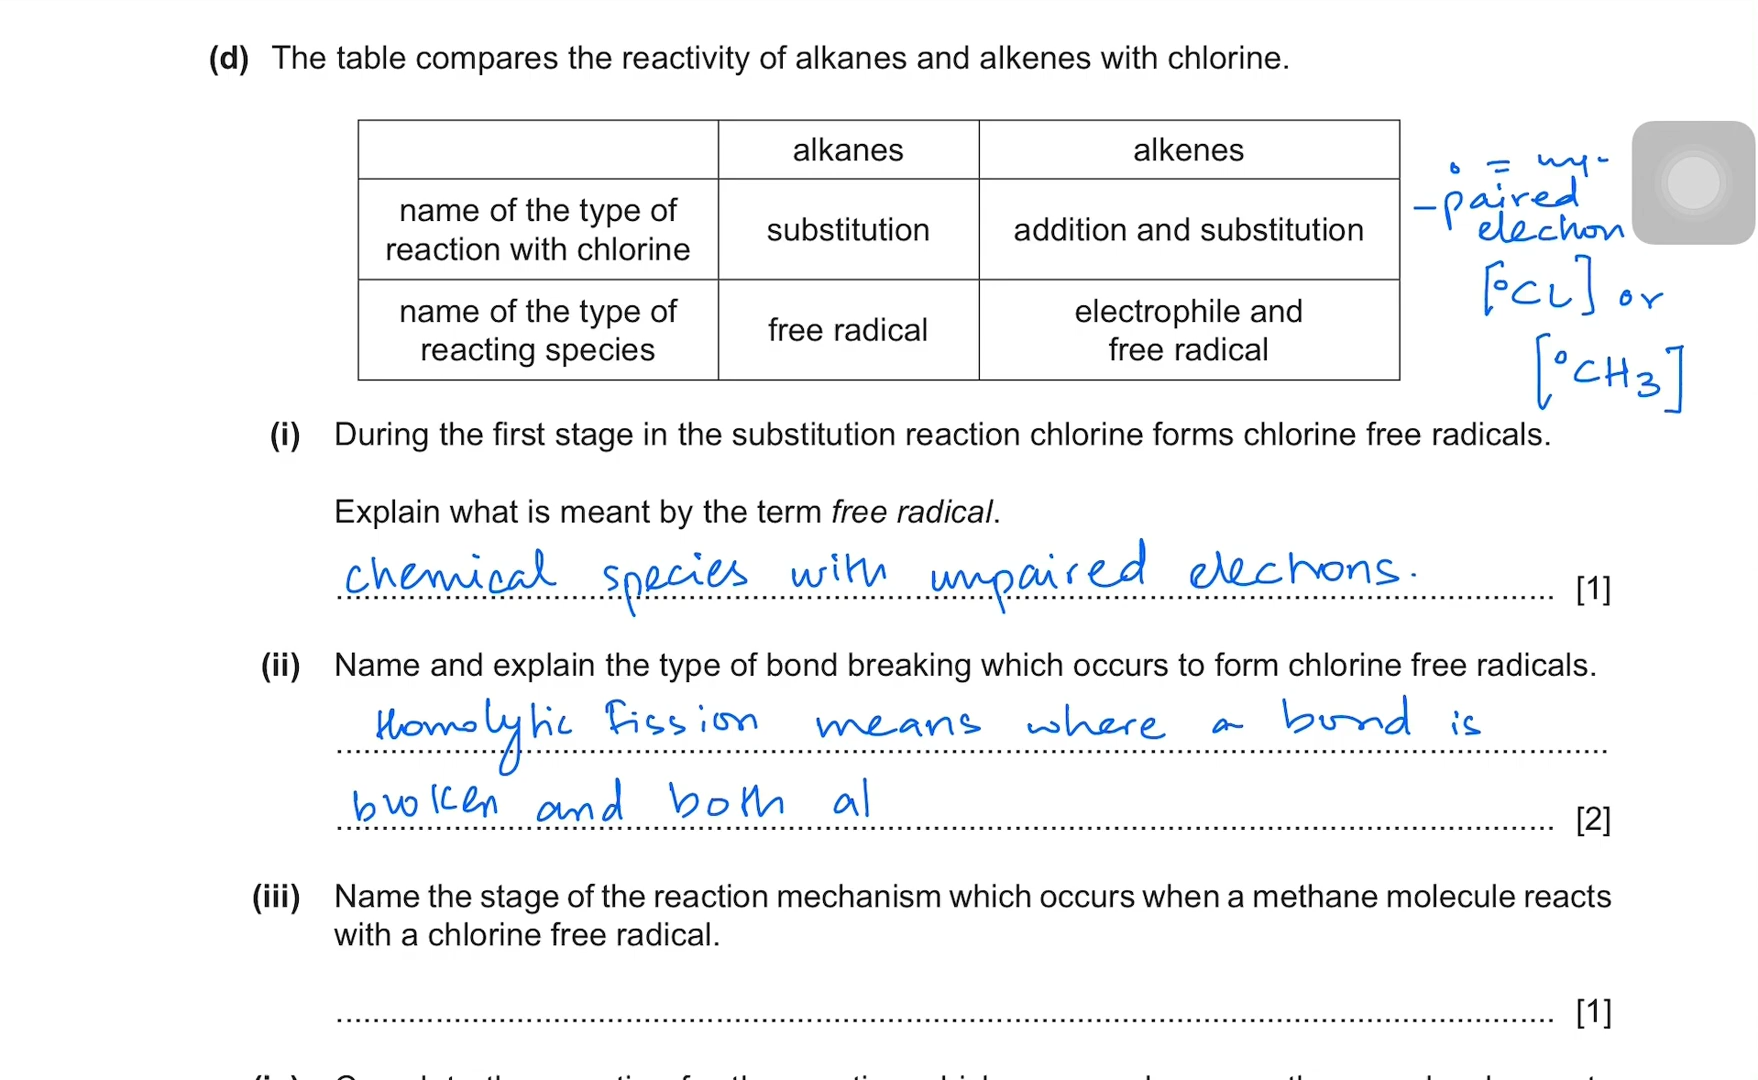 (d) The table compares the reactivity of alkanes and alkenes with chlorine.
alkanes alkenes
name of the type of reaction with chlorine substitution addition and substitution
name of the type of reacting species free radical electrophile and free radical
° =
-paired
electron
[°CL] or
[°CH3]
(i) During the first stage in the substitution reaction chlorine forms chlorine free radicals.
Explain what is meant by the term free radical.
chemical species with unpaired electrons. [1]
(ii) Name and explain the type of bond breaking which occurs to form chlorine free radicals.
Homolytic fission means where a bond is
broken and both al [2]
(iii) Name the stage of the reaction mechanism which occurs when a methane molecule reacts
with a chlorine free radical.
[1]